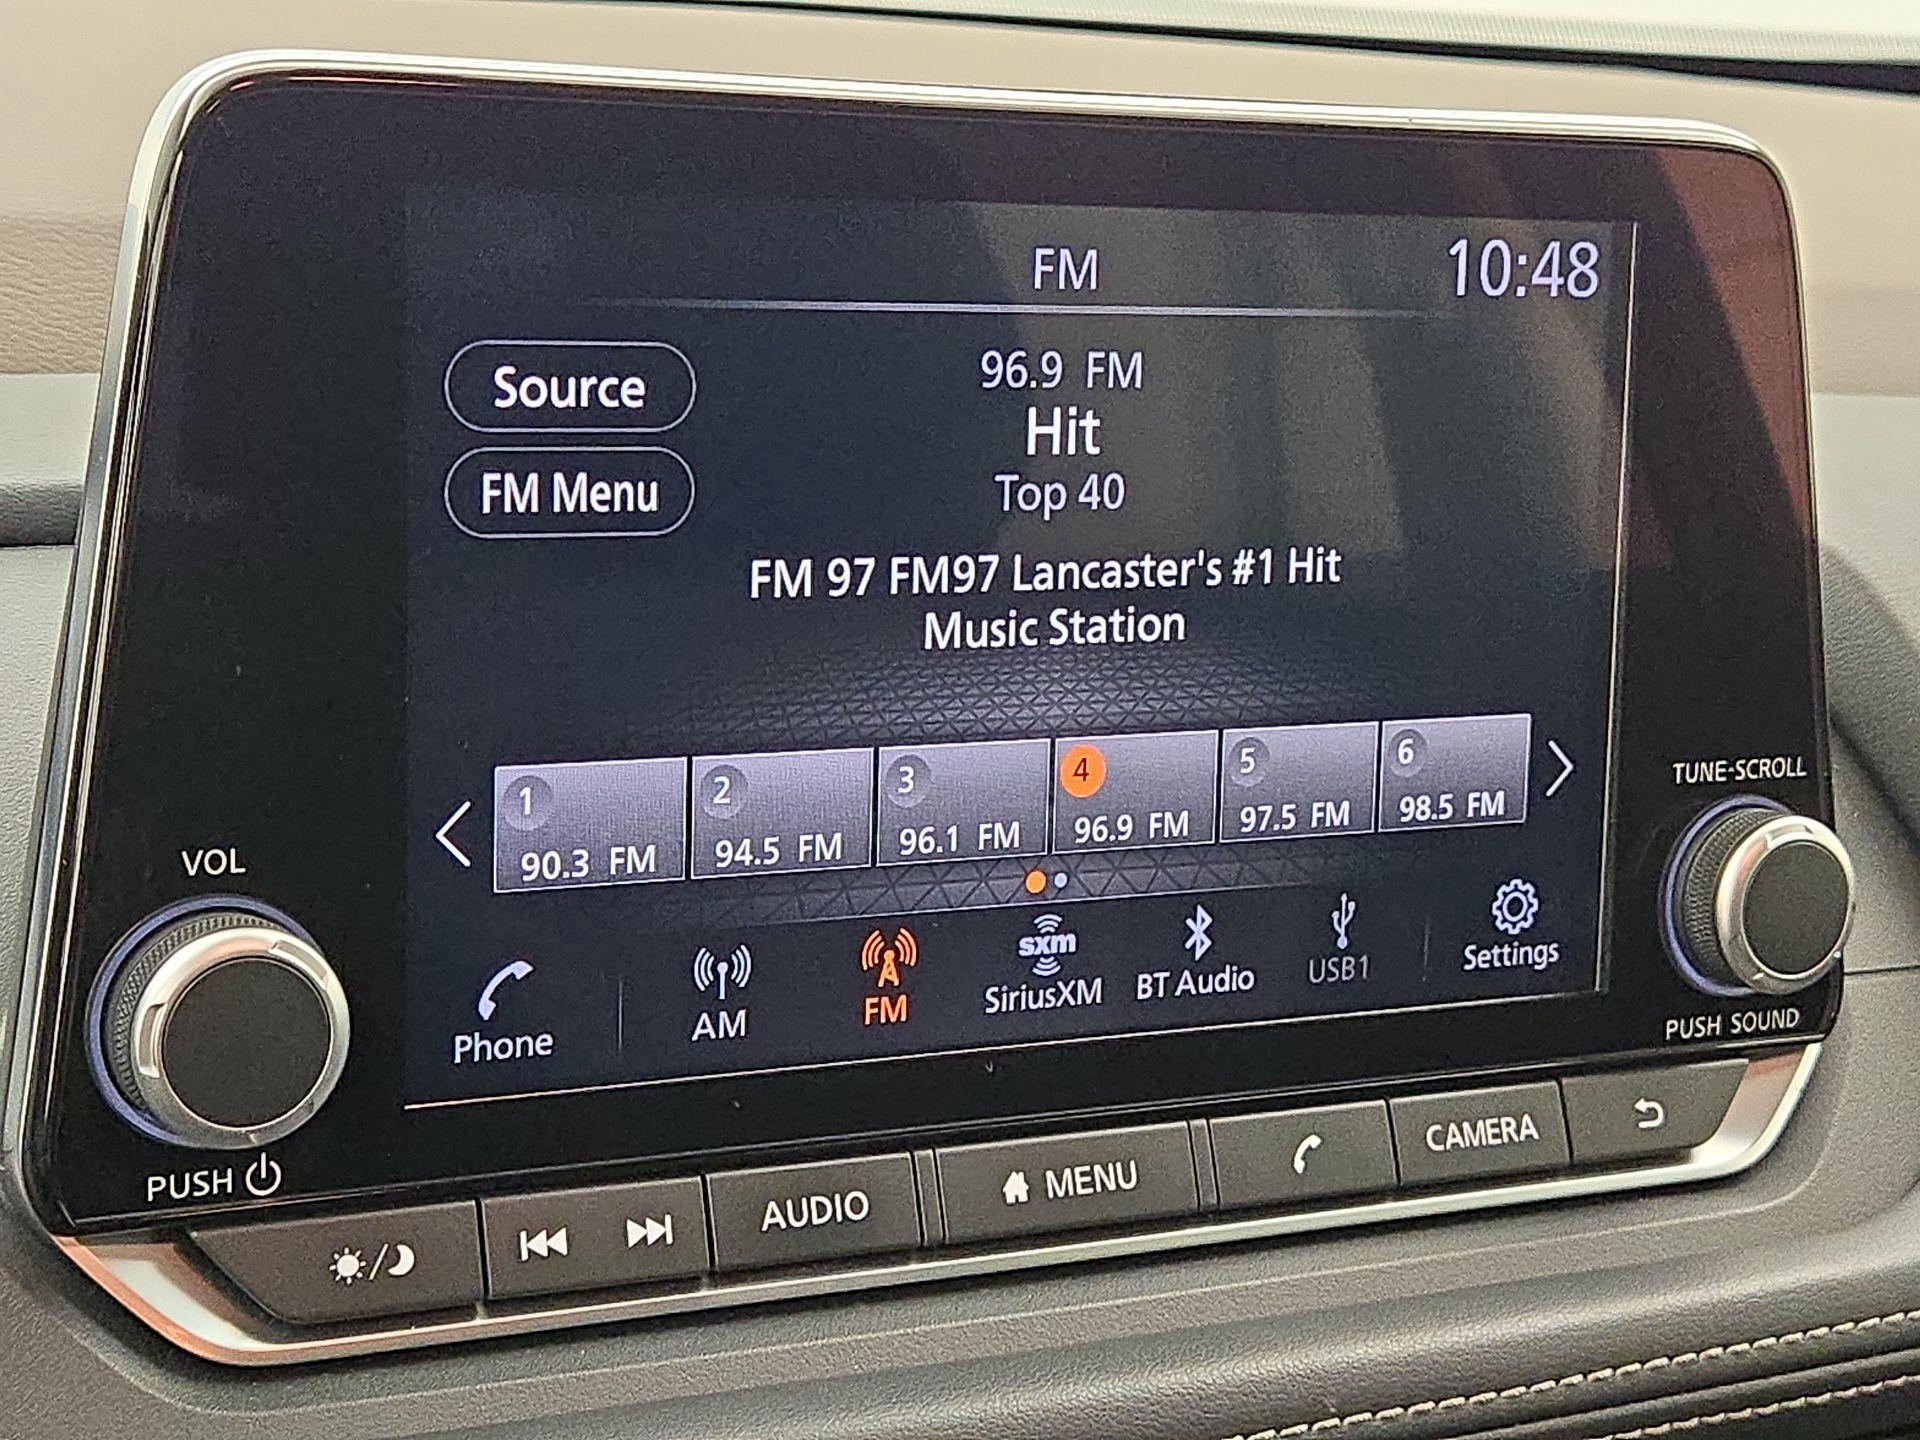 FM
10:48
Source
96.9 FM
Hit
FM Menu
Top 40
FM 97 FM97 Lancaster's #1 Hit
Music Station
1
90.3 FM
2
94.5 FM
3
96.1 FM
4
96.9 FM
5
97.5 FM
6
98.5 FM
Phone
AM
FM
sxm
SiriusXM
BT Audio
USB1
Settings
VOL
PUSH
TUNE-SCROLL
PUSH SOUND
AUDIO
MENU
CAMERA